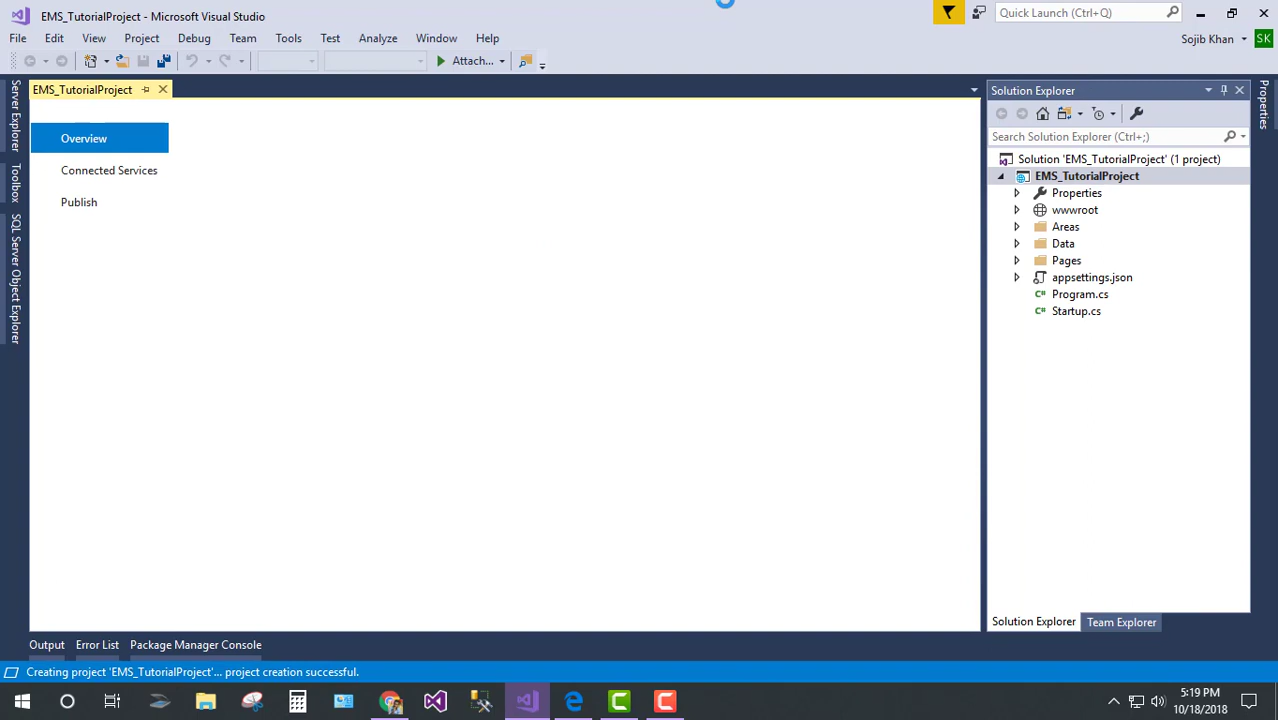 EMS_TutorialProject - Microsoft Visual Studio
Quick Launch (Ctrl+Q)
File Edit View Project Debug Team Tools Test Analyze Window Help
Sojib Khan SK
Attach...
EMS_TutorialProject
Server Explorer
Toolbox
SQL Server Object Explorer
Overview
Connected Services
Publish
Solution Explorer
Search Solution Explorer (Ctrl+;)
Solution 'EMS_TutorialProject' (1 project)
EMS_TutorialProject
Properties
wwwroot
Areas
Data
Pages
appsettings.json
C# Program.cs
C# Startup.cs
Solution Explorer Team Explorer
Properties
Output Error List Package Manager Console
Creating project 'EMS_TutorialProject'... project creation successful.
5:19 PM
10/18/2018